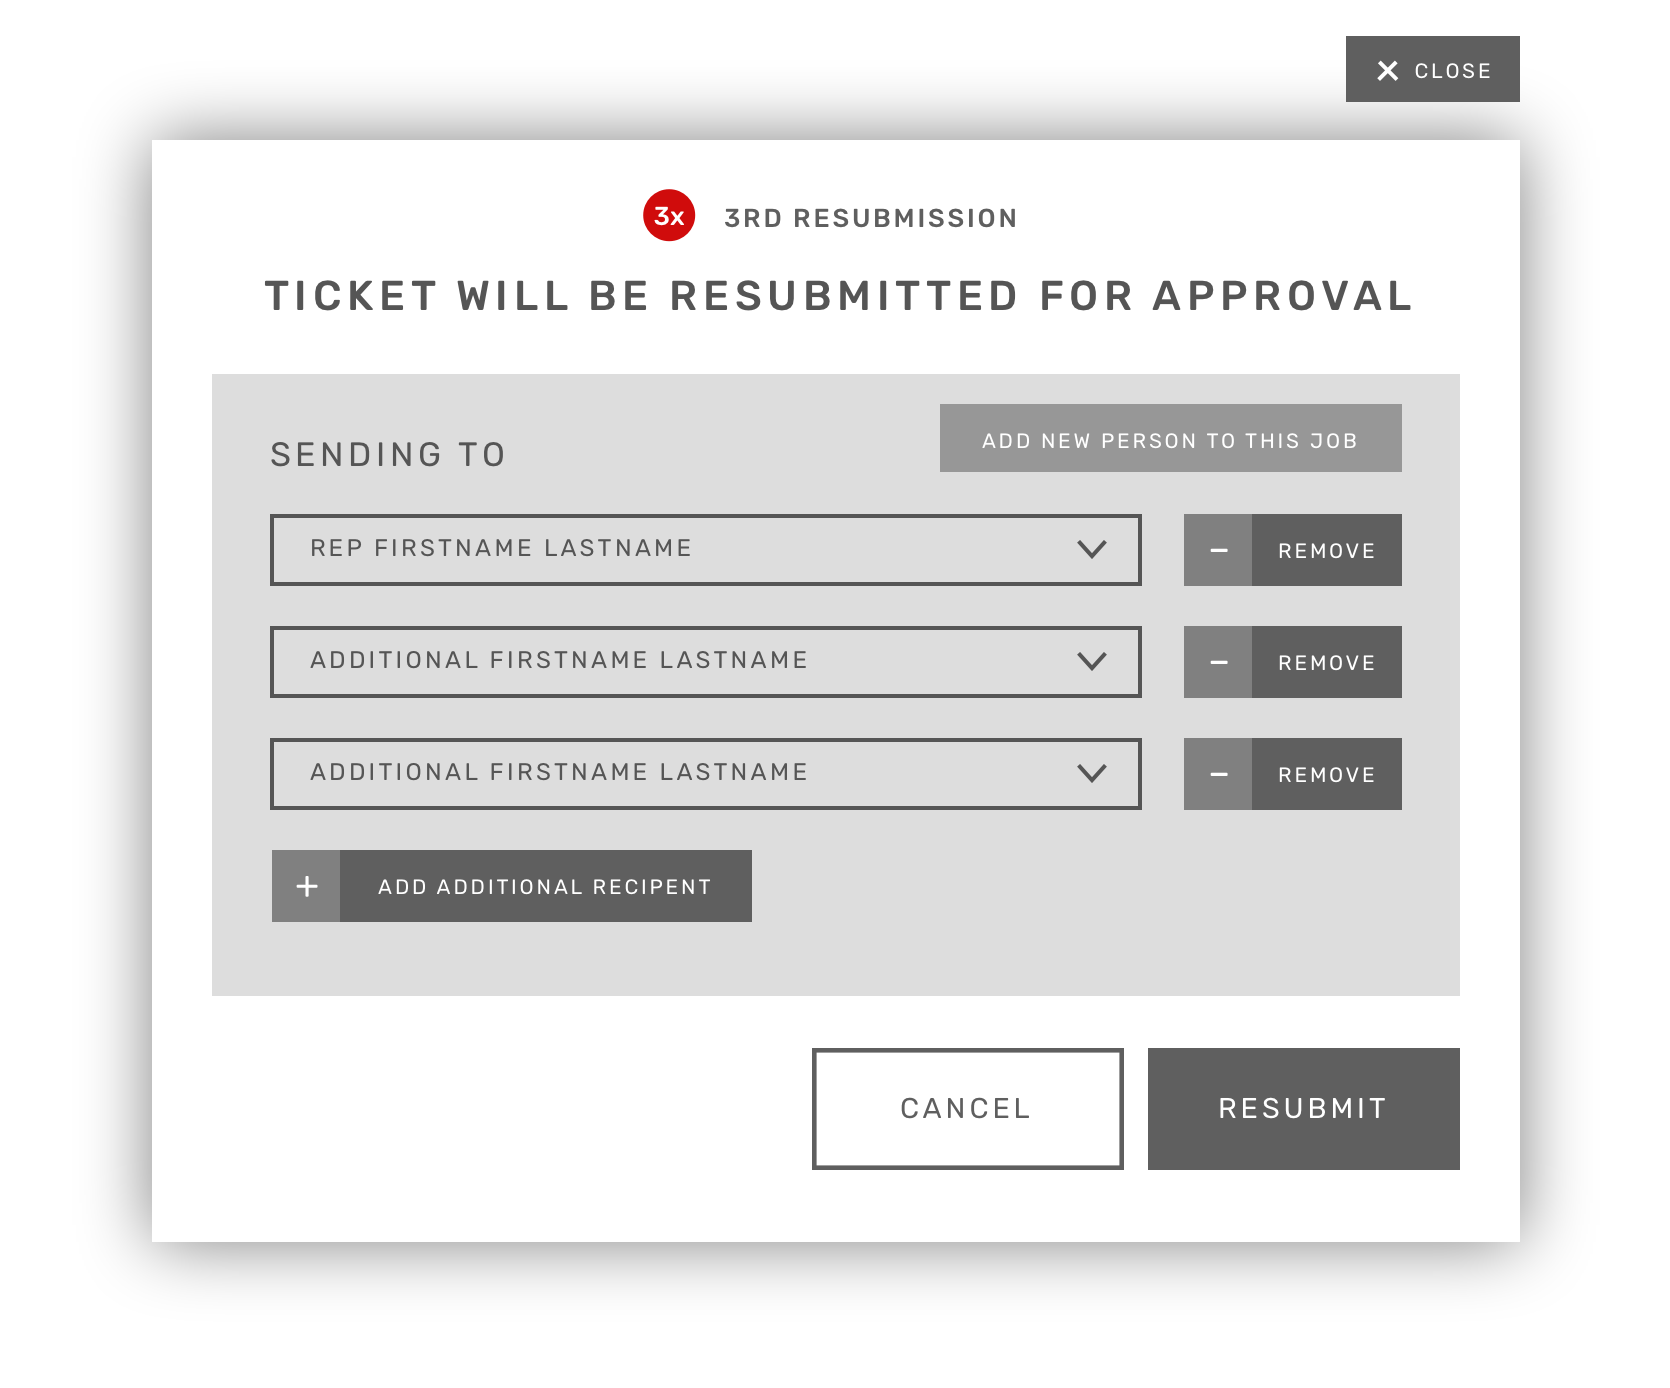 CLOSE
3x 3RD RESUBMISSION
TICKET WILL BE RESUBMITTED FOR APPROVAL
SENDING TO
ADD NEW PERSON TO THIS JOB
REP FIRSTNAME LASTNAME
REMOVE
ADDITIONAL FIRSTNAME LASTNAME
REMOVE
ADDITIONAL FIRSTNAME LASTNAME
REMOVE
ADD ADDITIONAL RECIPENT
CANCEL
RESUBMIT